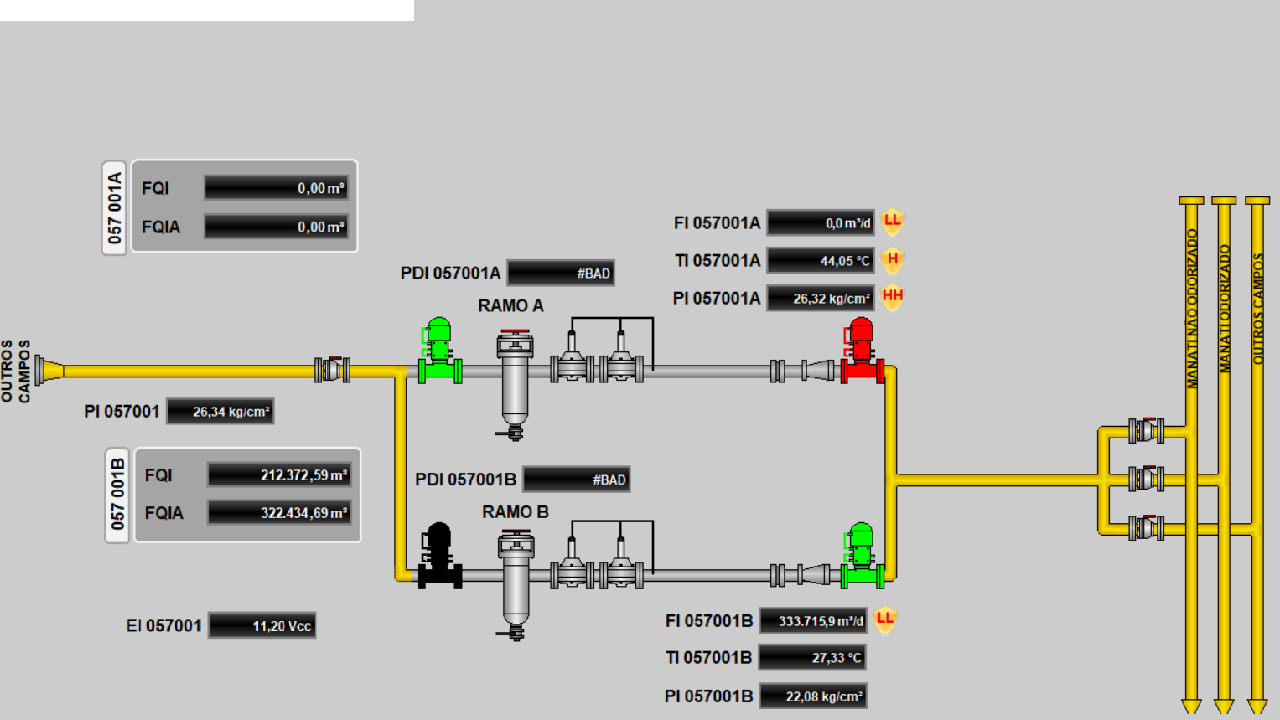 057 001A
FQI 0,00 m³
FQIA 0,00 m³
FI 057001A 0,0 m³/d LL
TI 057001A 44,05 °C H
PI 057001A 26,32 kg/cm² HH
PDI 057001A #BAD
RAMO A
OUTROS
CAMPOS
PI 057001 26,34 kg/cm²
057 001B
FQI 212.372,59 m³
FQIA 322.434,69 m³
PDI 057001B #BAD
RAMO B
EI 057001 11,20 Vcc
FI 057001B 333.715,9 m³/d LL
TI 057001B 27,33 °C
PI 057001B 22,08 kg/cm²
MANATI NÃO ODORIZADO
MANATI ODORIZADO
OUTROS CAMPOS